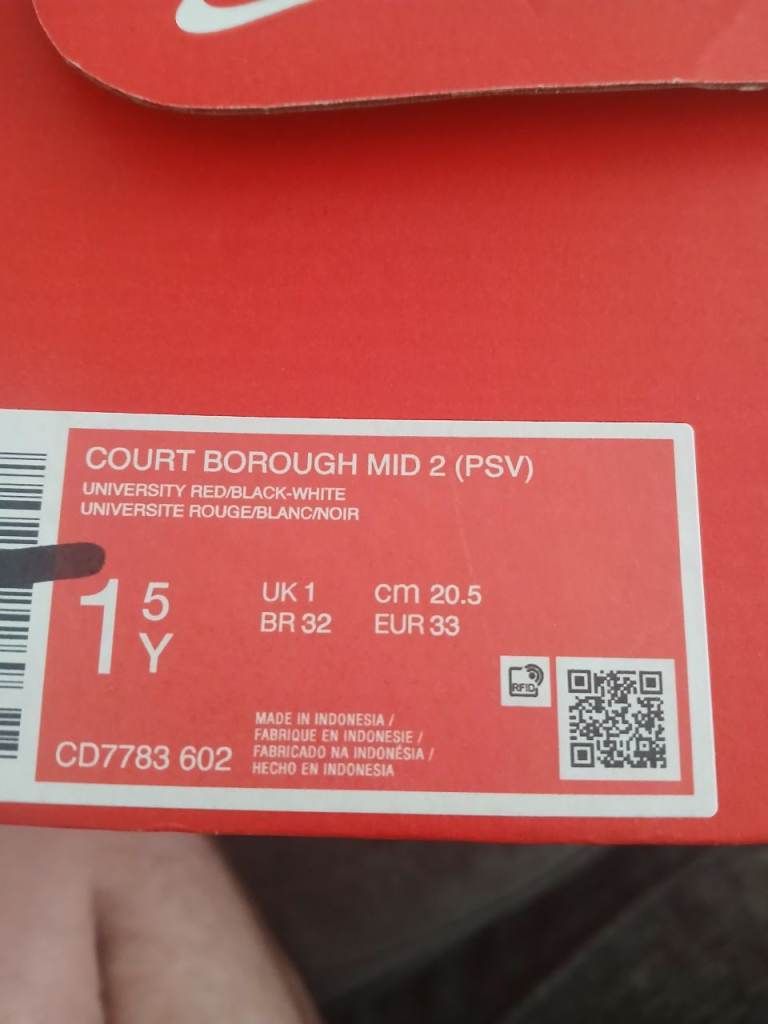 COURT BOROUGH MID 2 (PSV)
UNIVERSITY RED/BLACK-WHITE
UNIVERSITE ROUGE/BLANC/NOIR
1 5 Y
UK 1 cm 20.5
BR 32 EUR 33
RFID
CD7783 602
MADE IN INDONESIA /
FABRIQUE EN INDONESIE /
FABRICADO NA INDONÉSIA /
HECHO EN INDONESIA